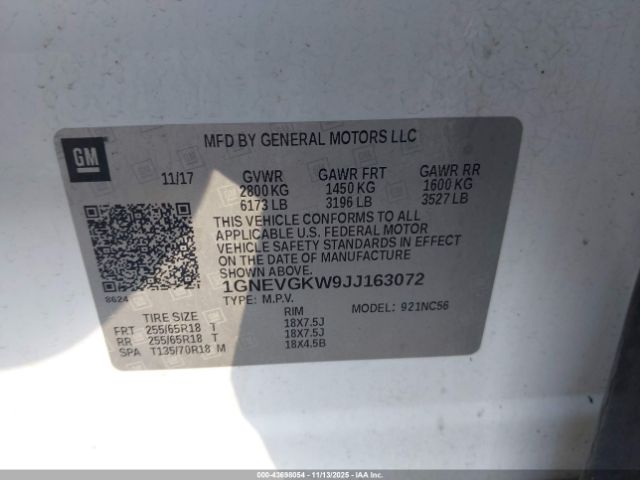 MFD BY GENERAL MOTORS LLC
GM
11/17 GVWR GAWR FRT GAWR RR
2800 KG 1450 KG 1600 KG
6173 LB 3196 LB 3527 LB
THIS VEHICLE CONFORMS TO ALL
APPLICABLE U.S. FEDERAL MOTOR
VEHICLE SAFETY STANDARDS IN EFFECT
ON THE DATE OF MANUFACTURE
SHOWN ABOVE.
1GNEVGKW9JJ163072
8624
TYPE: M.P.V. MODEL: 921NC56
TIRE SIZE RIM
FRT 255/65R18 T 18X7.5J
RR 255/65R18 T 18X7.5J
SPA T135/70R18 M 18X4.5B
000-43698054 - 11/13/2025 - IAAI.COM